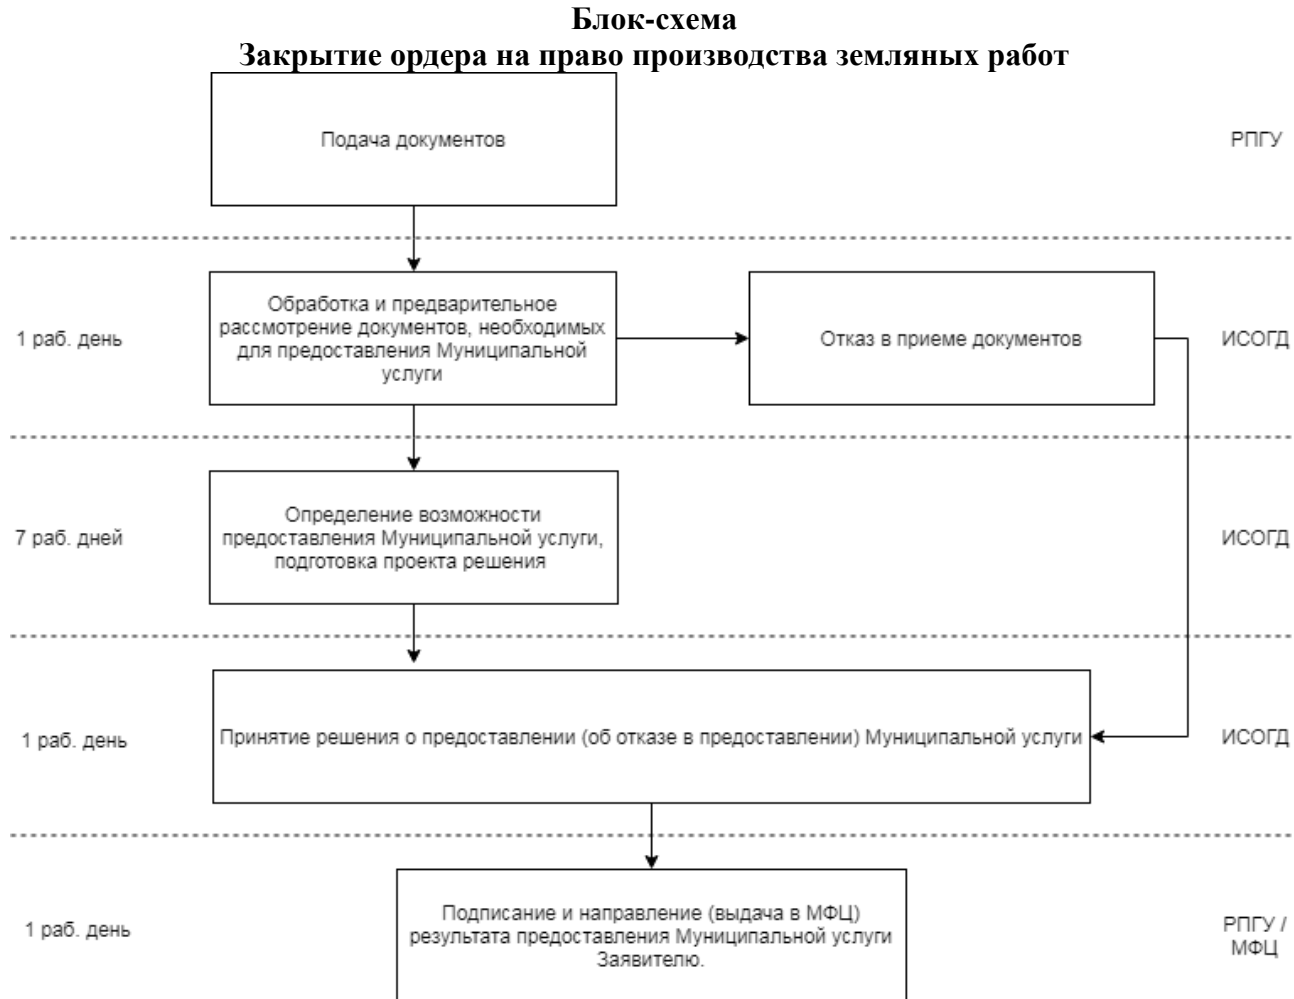 Блок-схема
Закрытие ордера на право производства земляных работ
Подача документов
РПГУ
1 раб. день
Обработка и предварительное
рассмотрение документов, необходимых
для предоставления Муниципальной
услуги
Отказ в приеме документов
ИСОГД
7 раб. дней
Определение возможности
предоставления Муниципальной услуги,
подготовка проекта решения
ИСОГД
1 раб. день
Принятие решения о предоставлении (об отказе в предоставлении) Муниципальной услуги
ИСОГД
1 раб. день
Подписание и направление (выдача в МФЦ)
результата предоставления Муниципальной услуги
Заявителю.
РПГУ /
МФЦ